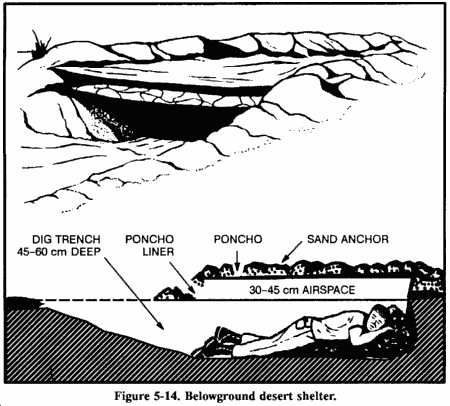 DIG TRENCH
45–60 cm DEEP
PONCHO
LINER
PONCHO
SAND ANCHOR
30–45 cm AIRSPACE
Figure 5-14. Belowground desert shelter.